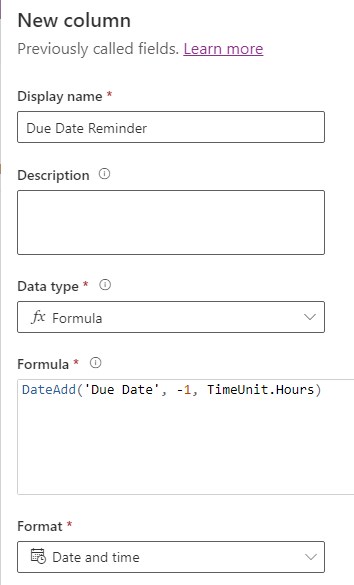 New column
Previously called fields. Learn more
Display name *
Due Date Reminder
Description
Data type *
fx Formula
Formula *
DateAdd('Due Date', -1, TimeUnit.Hours)
Format *
Date and time